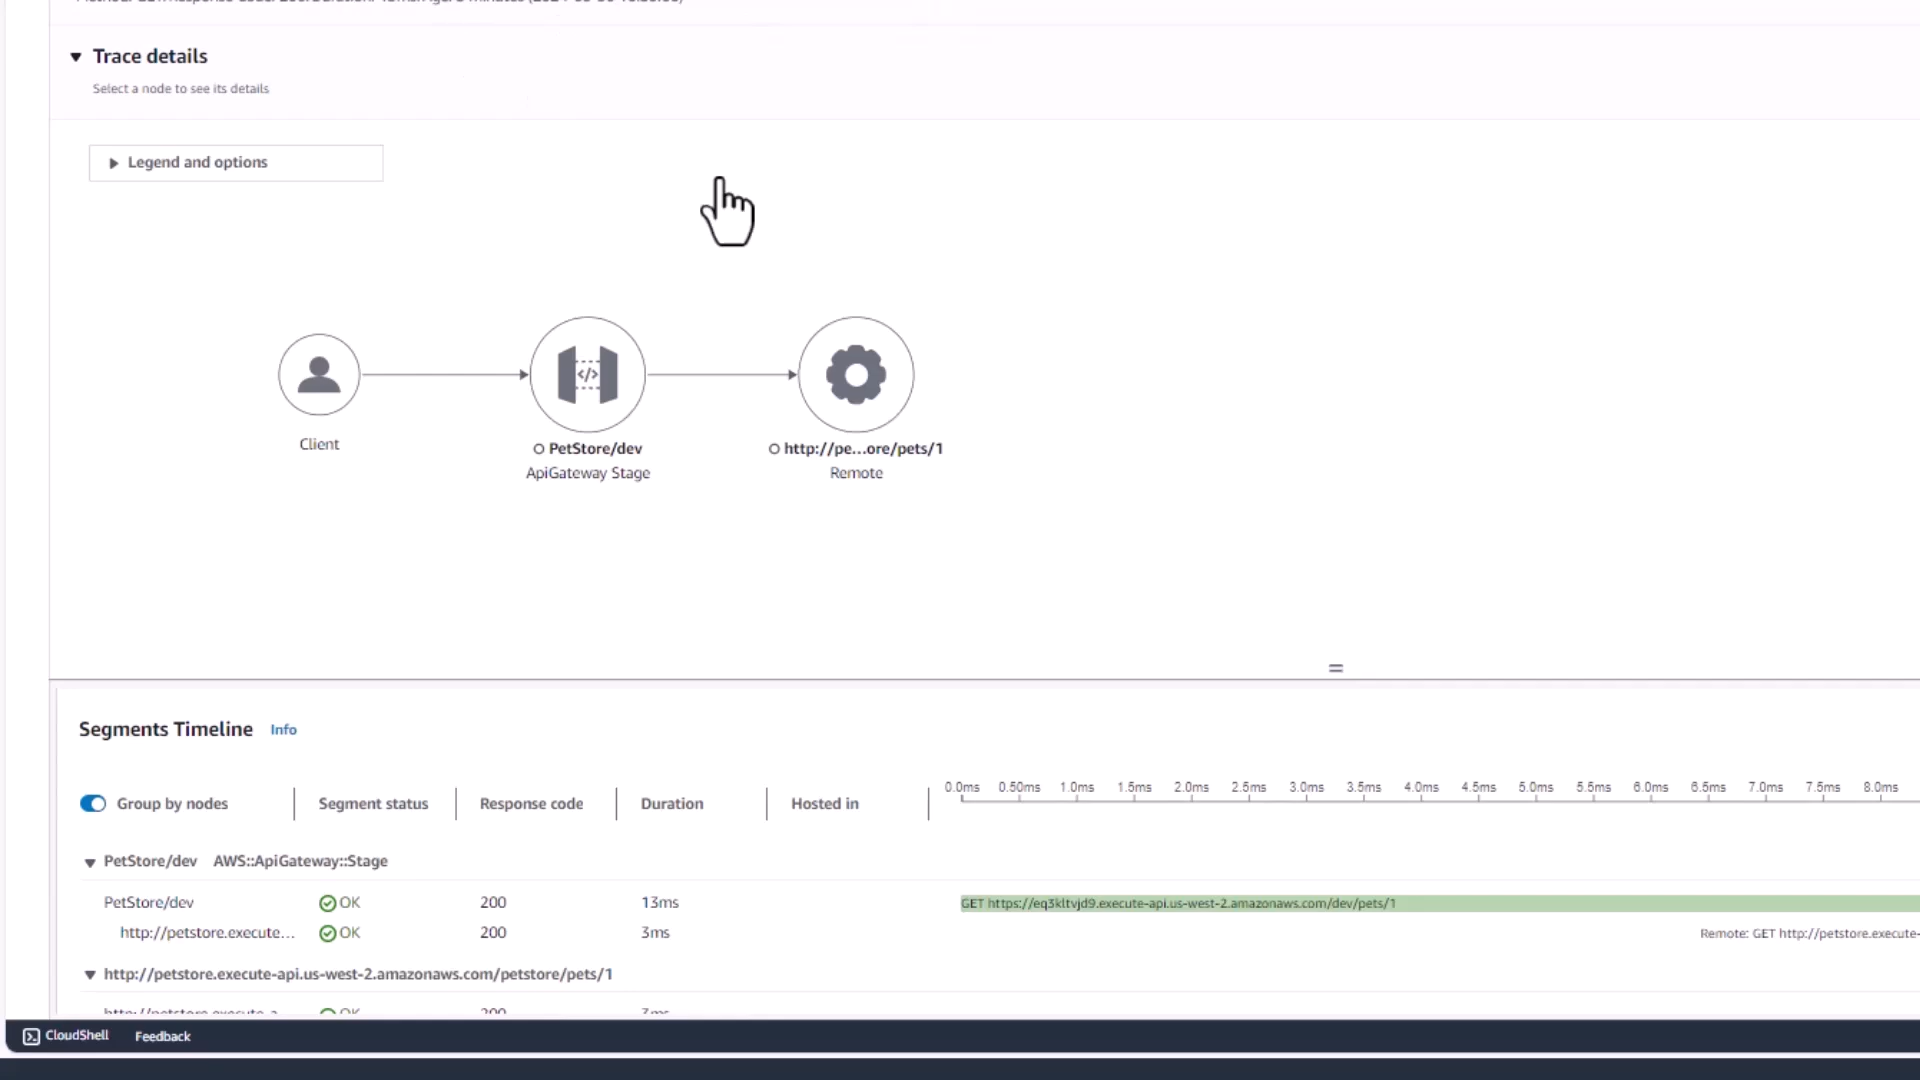 Trace details
Select a node to see its details
Legend and options
Client
PetStore/dev
ApiGateway Stage
http://pe...ore/pets/1
Remote
Segments Timeline Info
Group by nodes Segment status Response code Duration Hosted in
0.0ms 0.50ms 1.0ms 1.5ms 2.0ms 2.5ms 3.0ms 3.5ms 4.0ms 4.5ms 5.0ms 5.5ms 6.0ms 6.5ms 7.0ms 7.5ms 8.0ms
PetStore/dev AWS::ApiGateway::Stage
PetStore/dev OK 200 13ms GET https://eq3kltvjd9.execute-api.us-west-2.amazonaws.com/dev/pets/1
http://petstore.execute... OK 200 3ms Remote: GET http://petstore.execute-
http://petstore.execute-api.us-west-2.amazonaws.com/petstore/pets/1
CloudShell Feedback